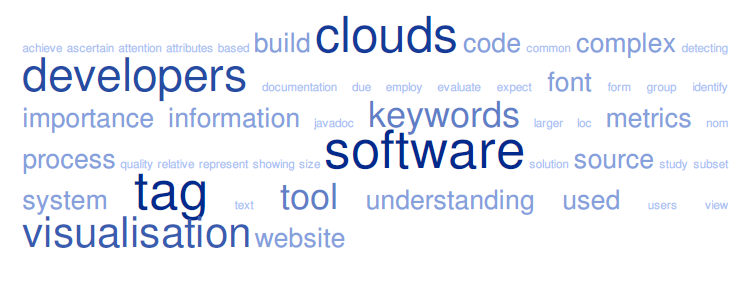 achieve ascertain attention attributes based build clouds code common complex detecting
developers documentation due employ evaluate expect font form group identify
importance information javadoc keywords larger loc metrics nom
process quality relative represent showing size software solution source study subset
system tag text tool understanding used users view
visualisation website